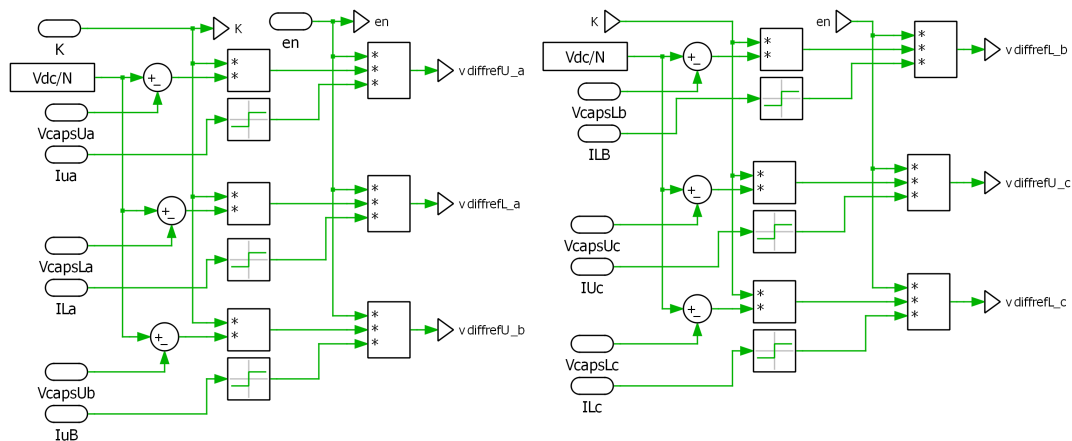 K
K
en
en
Vdc/N
+
−
*
*
*
*
*
v diffrefU_a
VcapsUa
Iua
+
−
*
*
*
*
*
v diffrefL_a
VcapsLa
ILa
+
−
*
*
*
*
*
v diffrefU_b
VcapsUb
IuB
K
en
Vdc/N
+
−
*
*
*
*
*
v diffrefL_b
VcapsLb
ILB
+
−
*
*
*
*
*
v diffrefU_c
VcapsUc
IUc
+
−
*
*
*
*
*
v diffrefL_c
VcapsLc
ILc